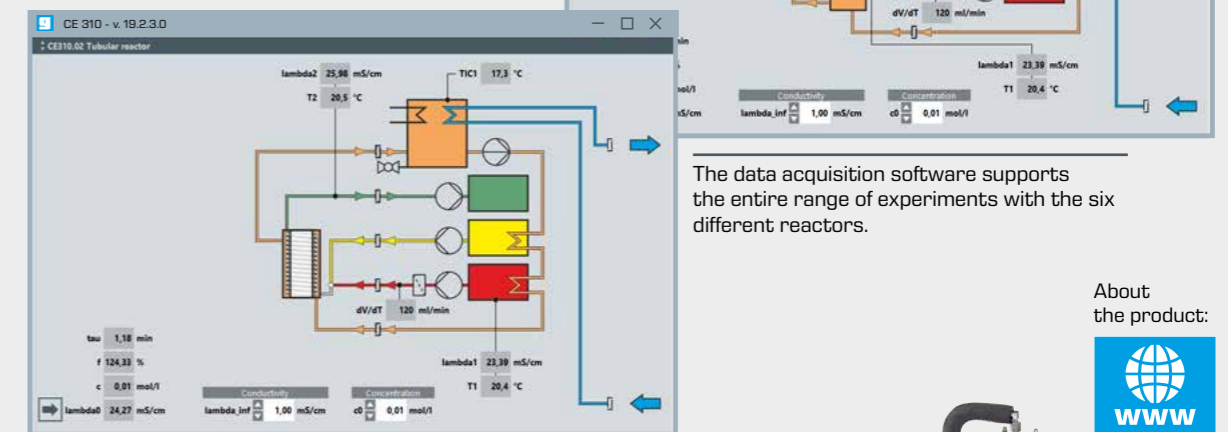 CE 310 - v. 19.2.3.0
CE310.02 Tubular reactor
lambda2 25,98 mS/cm
T2 20,5 °C
TIC1 17,3 °C
dV/dT 120 ml/min
tau 1,18 min
f 124,33 %
c 0,01 mol/l
lambda0 24,27 mS/cm
Conductivity
lambda_inf 1,00 mS/cm
Concentration
c0 0,01 mol/l
lambda1 23,39 mS/cm
T1 20,4 °C
dV/dT 120 ml/min
min
mol/l
mS/cm
lambda1 23,39 mS/cm
T1 20,4 °C
Conductivity
lambda_inf 1,00 mS/cm
Concentration
c0 0,01 mol/l
The data acquisition software supports
the entire range of experiments with the six
different reactors.
About
the product:
WWW